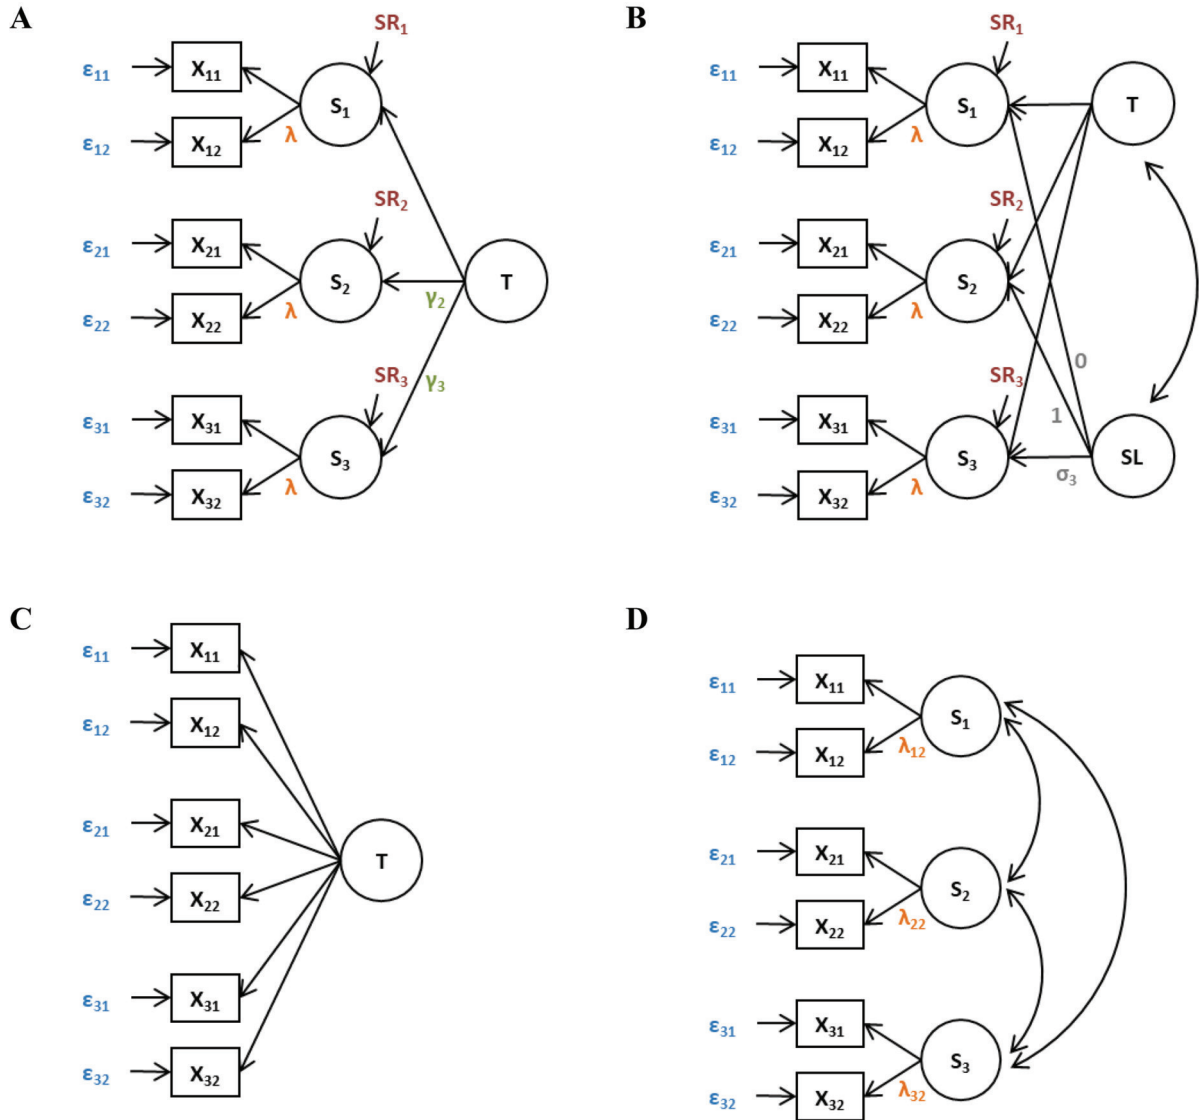 A
SR₁
ε₁₁
X₁₁
S₁
λ
ε₁₂
X₁₂
SR₂
ε₂₁
X₂₁
S₂
T
λ
γ₂
ε₂₂
X₂₂
SR₃
γ₃
ε₃₁
X₃₁
S₃
λ
ε₃₂
X₃₂
B
SR₁
ε₁₁
X₁₁
S₁
T
λ
ε₁₂
X₁₂
SR₂
ε₂₁
X₂₁
S₂
λ
ε₂₂
X₂₂
0
SR₃
1
ε₃₁
X₃₁
S₃
SL
σ₃
λ
ε₃₂
X₃₂
C
ε₁₁
X₁₁
ε₁₂
X₁₂
ε₂₁
X₂₁
T
ε₂₂
X₂₂
ε₃₁
X₃₁
ε₃₂
X₃₂
D
ε₁₁
X₁₁
S₁
λ₁₂
ε₁₂
X₁₂
ε₂₁
X₂₁
S₂
λ₂₂
ε₂₂
X₂₂
ε₃₁
X₃₁
S₃
λ₃₂
ε₃₂
X₃₂